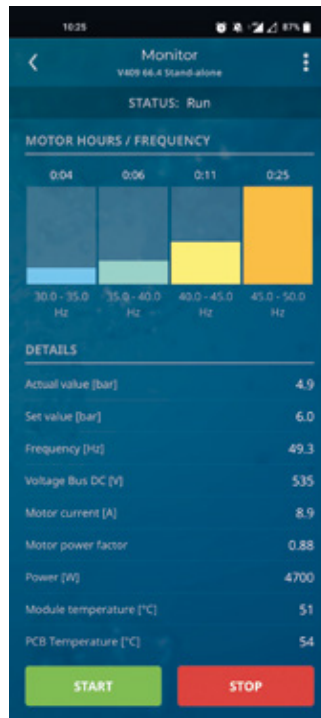 10:25
87%
Monitor
V409 66.4 Stand-alone
STATUS: Run
MOTOR HOURS / FREQUENCY
0:04 0:06 0:11 0:25
30.0 - 35.0 35.0 - 40.0 40.0 - 45.0 45.0 - 50.0
Hz Hz Hz Hz
DETAILS
Actual value [bar] 4.9
Set value [bar] 6.0
Frequency [Hz] 49.3
Voltage Bus DC [V] 535
Motor current [A] 8.9
Motor power factor 0.88
Power [W] 4700
Module temperature [°C] 51
PCB Temperature [°C] 54
START STOP